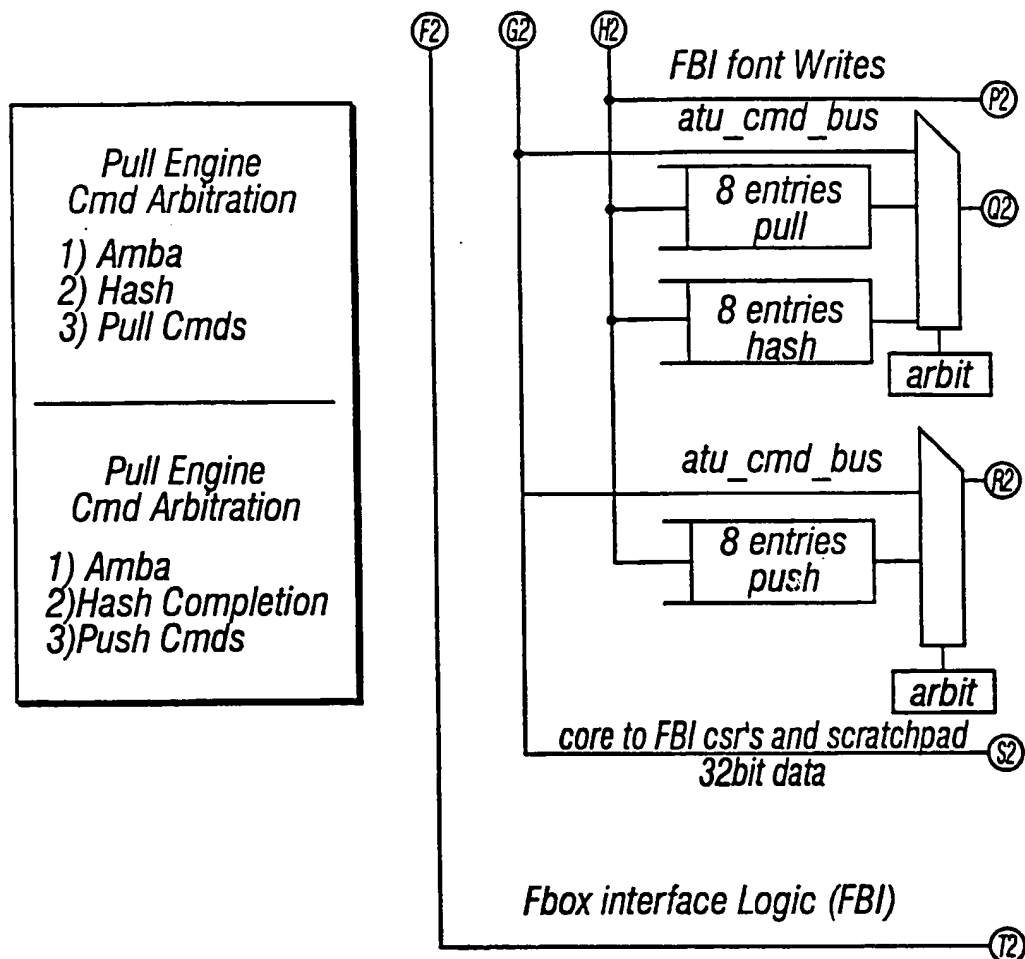 F2
G2
H2
FBI font Writes
P2
atu_cmd_bus
8 entries
pull
Q2
8 entries
hash
arbit
Pull Engine
Cmd Arbitration
1) Amba
2) Hash
3) Pull Cmds
Pull Engine
Cmd Arbitration
1) Amba
2)Hash Completion
3)Push Cmds
atu_cmd_bus
R2
8 entries
push
arbit
core to FBI csr's and scratchpad
32bit data
S2
Fbox interface Logic (FBI)
T2